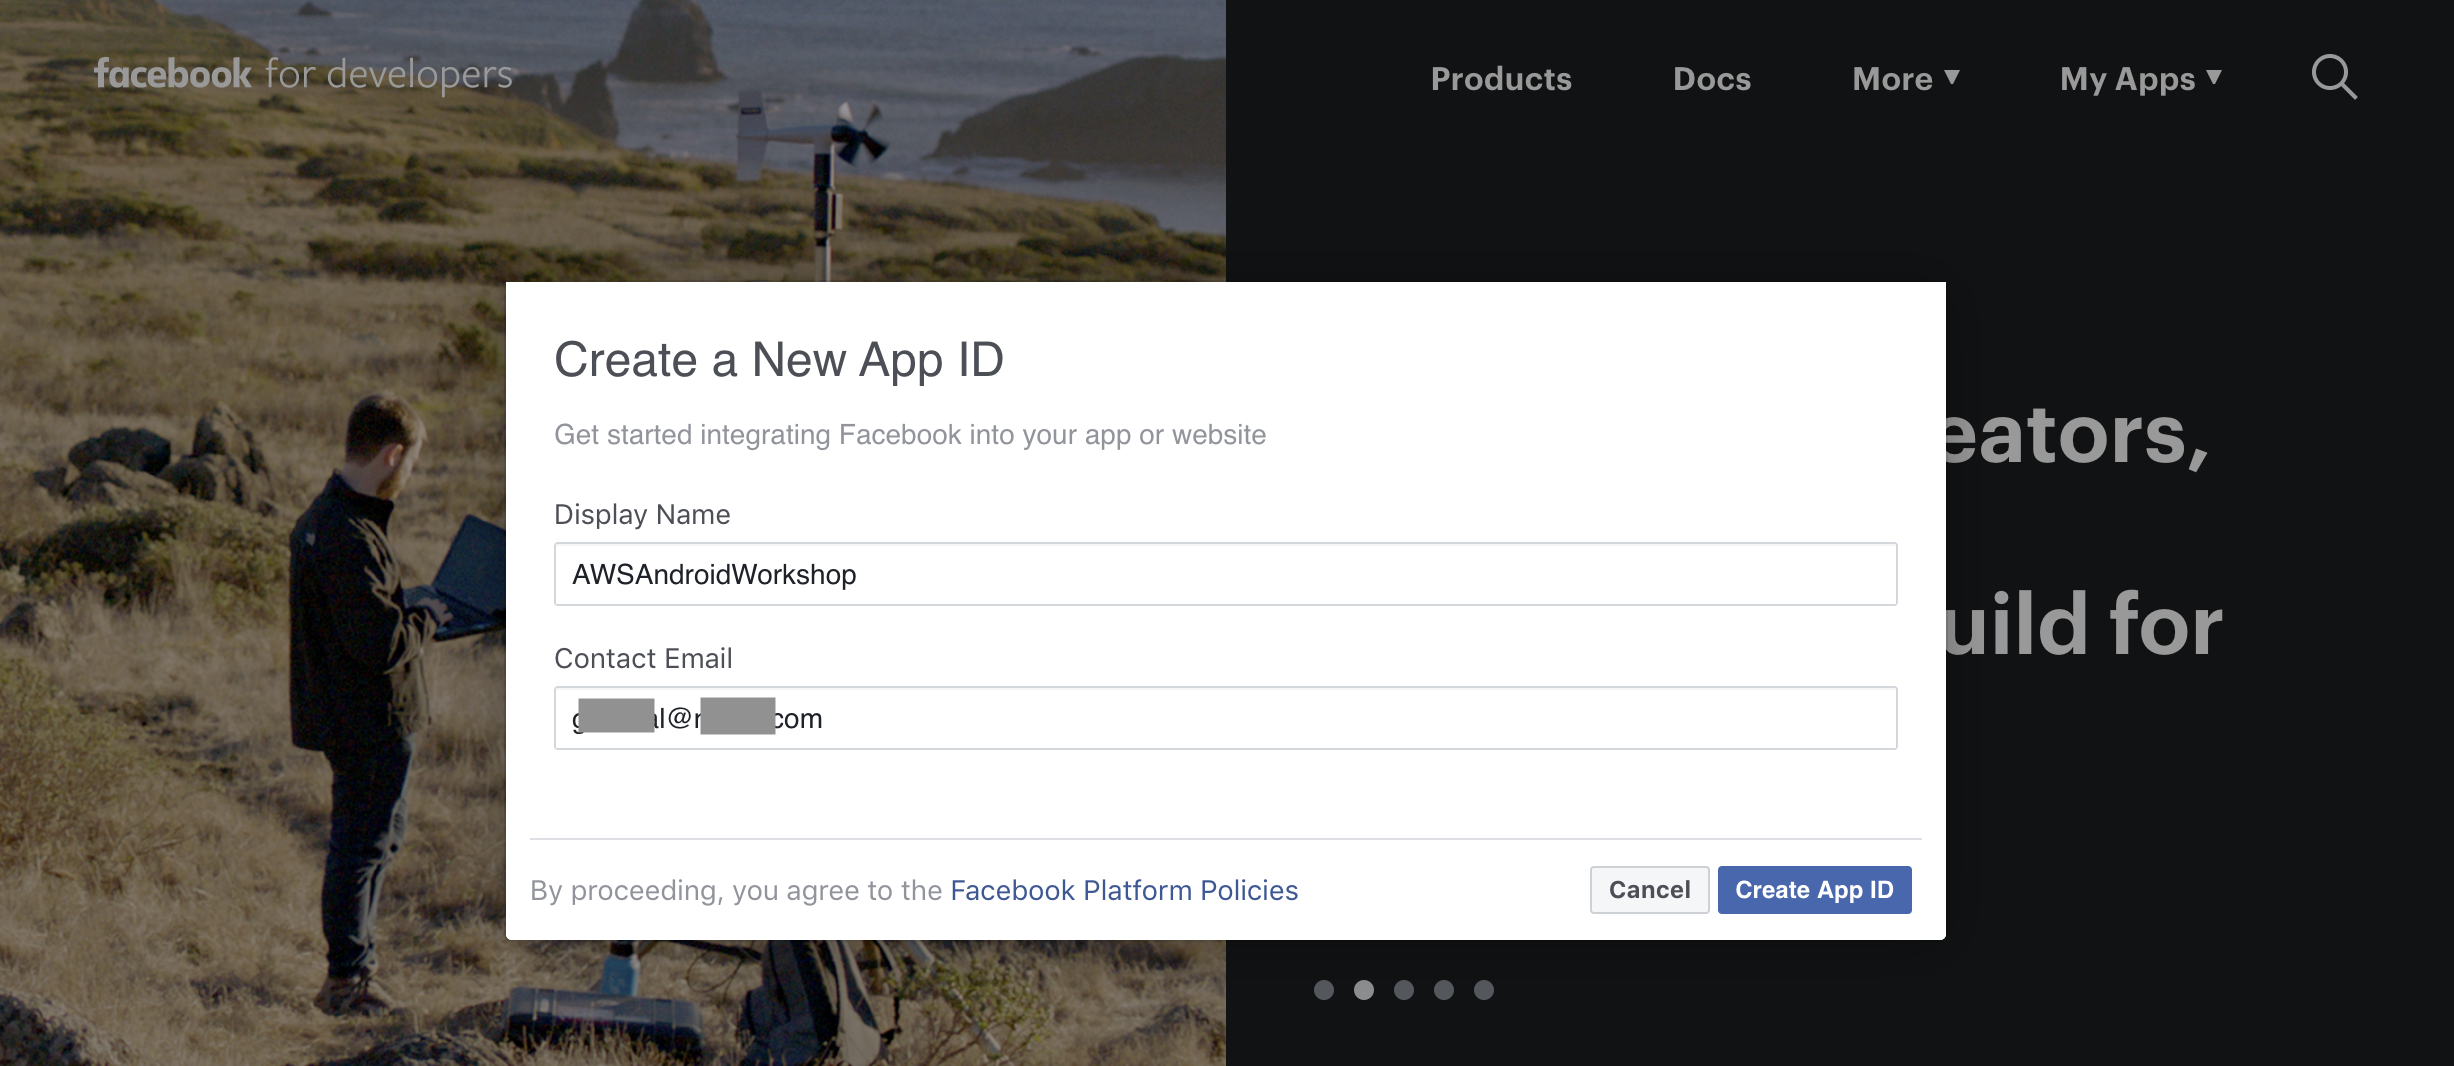 facebook for developers
Products
Docs
More
My Apps
Create a New App ID
Get started integrating Facebook into your app or website
Display Name
AWSAndroidWorkshop
Contact Email
com
By proceeding, you agree to the Facebook Platform Policies
Cancel
Create App ID
eators,
uild for